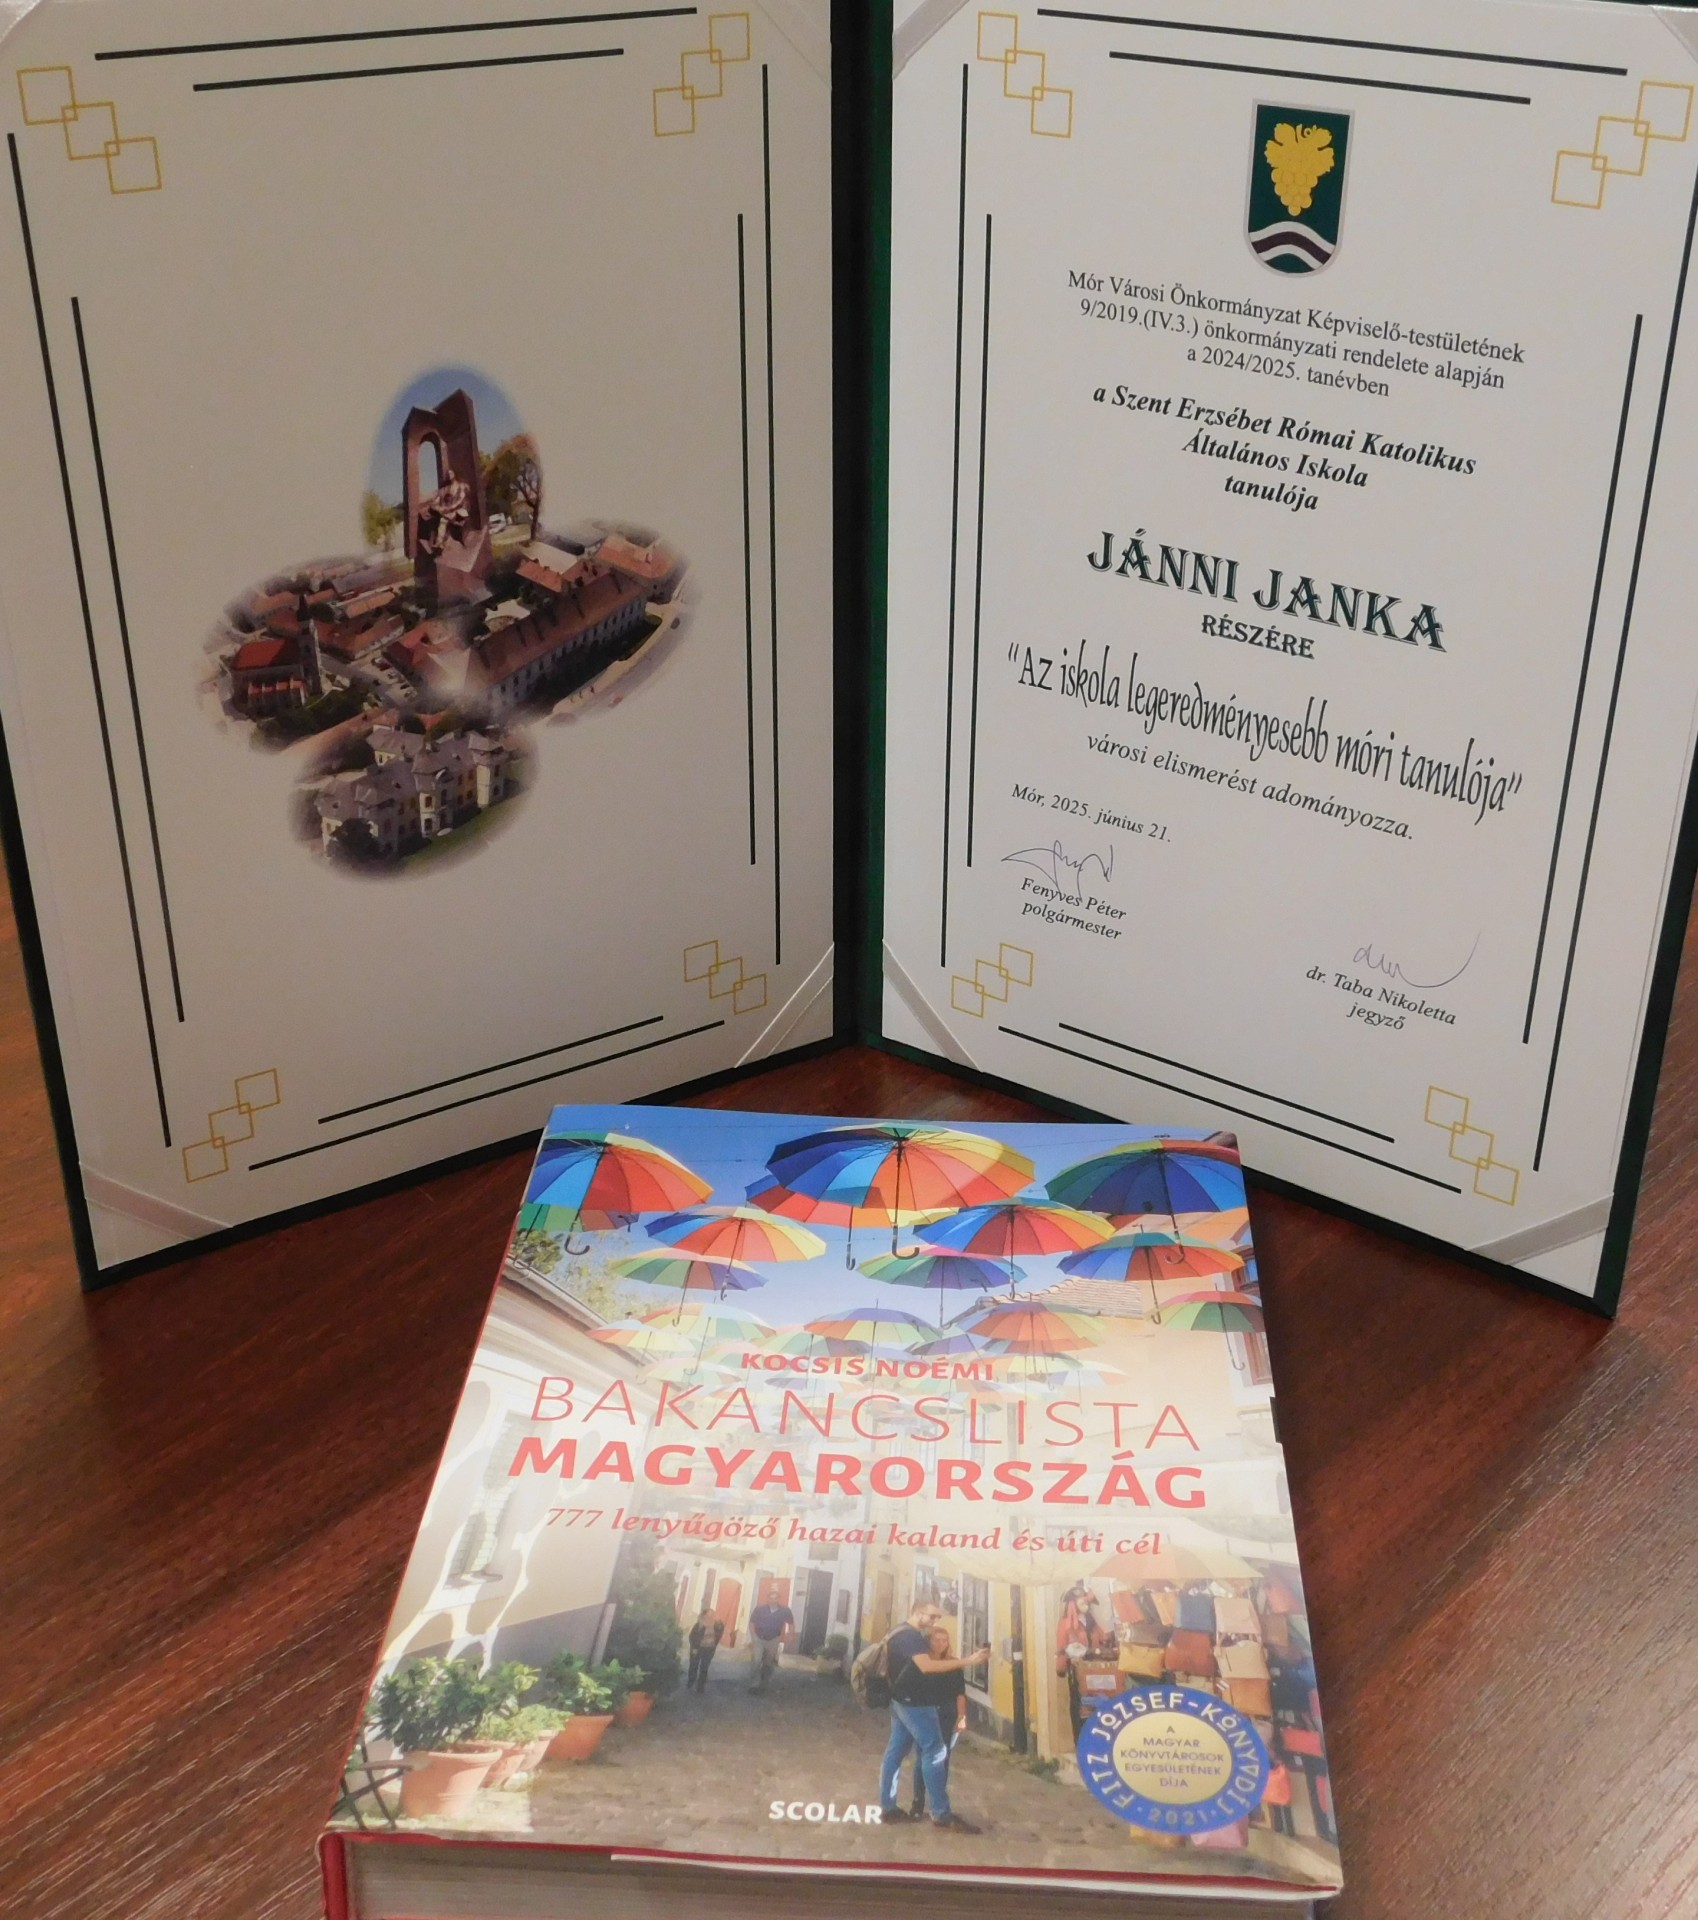 Mór Városi Önkormányzat Képviselő-testületének
9/2019.(IV.3.) önkormányzati rendelete alapján
a 2024/2025. tanévben
a Szent Erzsébet Római Katolikus
Általános Iskola
tanulója
JÁNNI JANKA
RÉSZÉRE
"Az iskola legeredményesebb móri tanulója"
városi elismerést adományozza.
Mór, 2025. június 21.
Fenyves Péter
polgármester
dr. Taba Nikoletta
jegyző
KOCSIS NOÉMI
BAKANCSLISTA
MAGYARORSZÁG
777 lenyűgöző hazai kaland és úti cél
FITZ JÓZSEF-KÖNYVDÍJ
A
MAGYAR
KÖNYVTÁROSOK
EGYESÜLETÉNEK
DÍJA
· 2021 ·
SCOLAR